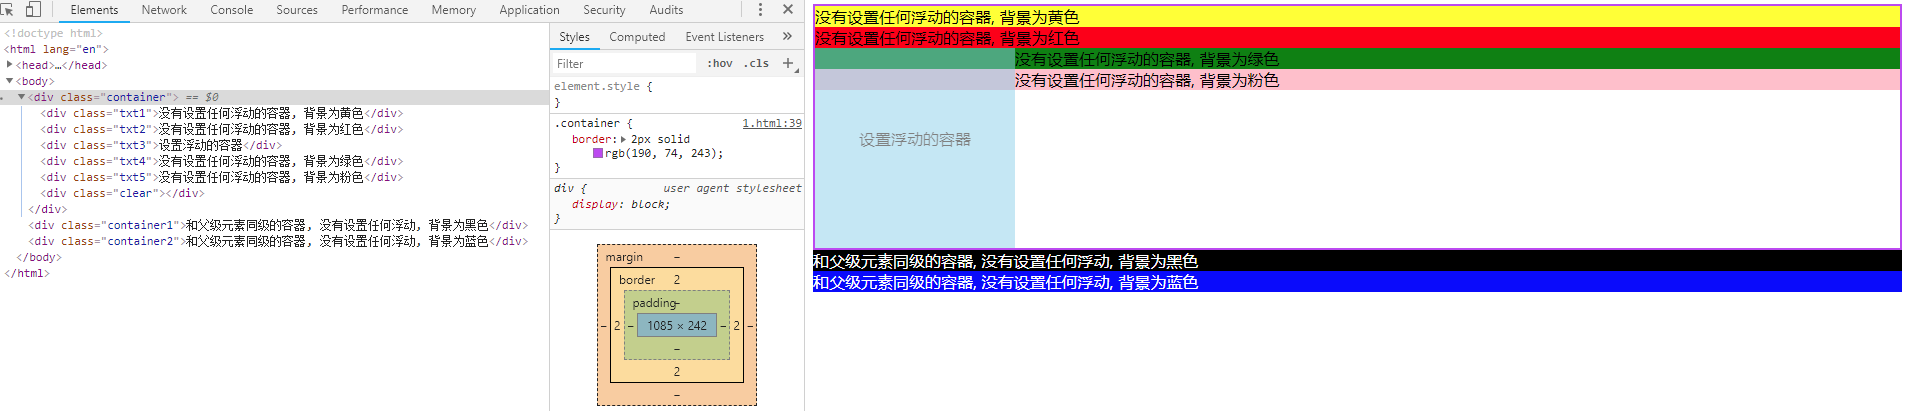 Elements Network Console Sources Performance Memory Application Security Audits
<!doctype html>
<html lang="en">
<head>…</head>
<body>
<div class="container"> == $0
<div class="txt1">没有设置任何浮动的容器, 背景为黄色</div>
<div class="txt2">没有设置任何浮动的容器, 背景为红色</div>
<div class="txt3">设置浮动的容器</div>
<div class="txt4">没有设置任何浮动的容器, 背景为绿色</div>
<div class="txt5">没有设置任何浮动的容器, 背景为粉色</div>
<div class="clear"></div>
</div>
<div class="container1">和父级元素同级的容器, 没有设置任何浮动, 背景为黑色</div>
<div class="container2">和父级元素同级的容器, 没有设置任何浮动, 背景为蓝色</div>
</body>
</html>
Styles Computed Event Listeners »
Filter :hov .cls +
element.style {
}
.container { 1.html:39
border: 2px solid
rgb(190, 74, 243);
}
div { user agent stylesheet
display: block;
}
margin –
border 2
padding –
– 2 – 1085 × 242 – 2 –
–
2
–
没有设置任何浮动的容器, 背景为黄色
没有设置任何浮动的容器, 背景为红色
没有设置任何浮动的容器, 背景为绿色
没有设置任何浮动的容器, 背景为粉色
设置浮动的容器
和父级元素同级的容器, 没有设置任何浮动, 背景为黑色
和父级元素同级的容器, 没有设置任何浮动, 背景为蓝色